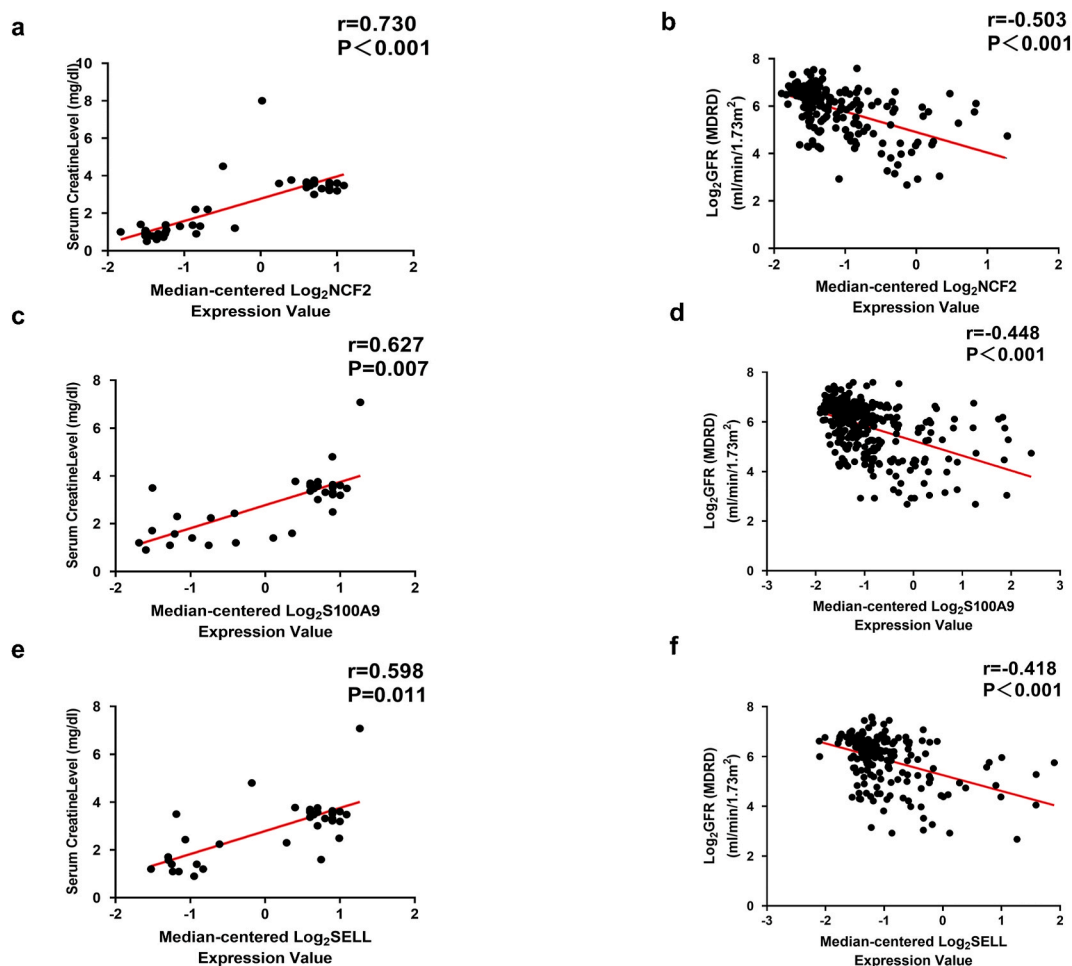 a
r=0.730
P<0.001
Serum CreatineLevel (mg/dl)
10
8
6
4
2
0
-2
-1
0
1
2
Median-centered Log₂NCF2
Expression Value
b
r=-0.503
P<0.001
Log₂GFR (MDRD)
(ml/min/1.73m²)
8
6
4
2
0
-2
-1
0
1
2
Median-centered Log₂NCF2
Expression Value
c
r=0.627
P=0.007
Serum CreatineLevel (mg/dl)
8
6
4
2
0
-2
-1
0
1
2
Median-centered Log₂S100A9
Expression Value
d
r=-0.448
P<0.001
Log₂GFR (MDRD)
(ml/min/1.73m²)
8
6
4
2
0
-3
-2
-1
0
1
2
3
Median-centered Log₂S100A9
Expression Value
e
r=0.598
P=0.011
Serum CreatineLevel (mg/dl)
8
6
4
2
0
-2
-1
0
1
2
Median-centered Log₂SELL
Expression Value
f
r=-0.418
P<0.001
Log₂GFR (MDRD)
(ml/min/1.73m²)
8
6
4
2
0
-3
-2
-1
0
1
2
Median-centered Log₂SELL
Expression Value